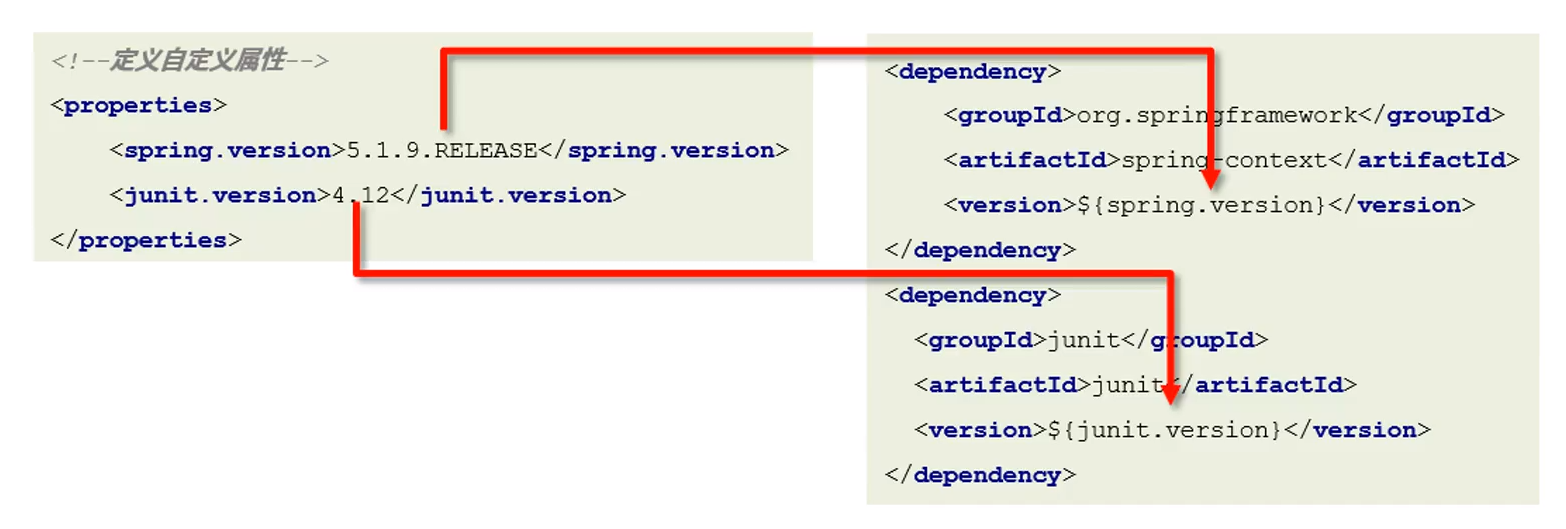 <!--定义自定义属性-->
<properties>
<spring.version>5.1.9.RELEASE</spring.version>
<junit.version>4.12</junit.version>
</properties>
<dependency>
<groupId>org.springframework</groupId>
<artifactId>spring-context</artifactId>
<version>${spring.version}</version>
</dependency>
<dependency>
<groupId>junit</groupId>
<artifactId>junit</artifactId>
<version>${junit.version}</version>
</dependency>